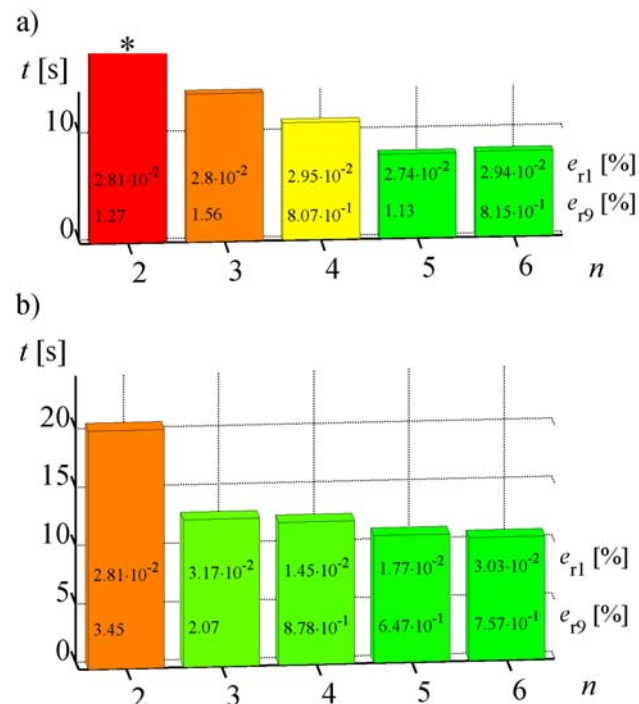 a)
*
t [s]
10
0
2.81·10-2 2.8·10-2 2.95·10-2 2.74·10-2 2.94·10-2 er1 [%]
1.27 1.56 8.07·10-1 1.13 8.15·10-1 er9 [%]
2 3 4 5 6 n
b)
t [s]
20
15
10
5
0
2.81·10-2 3.17·10-2 1.45·10-2 1.77·10-2 3.03·10-2 er1 [%]
3.45 2.07 8.78·10-1 6.47·10-1 7.57·10-1 er9 [%]
2 3 4 5 6 n